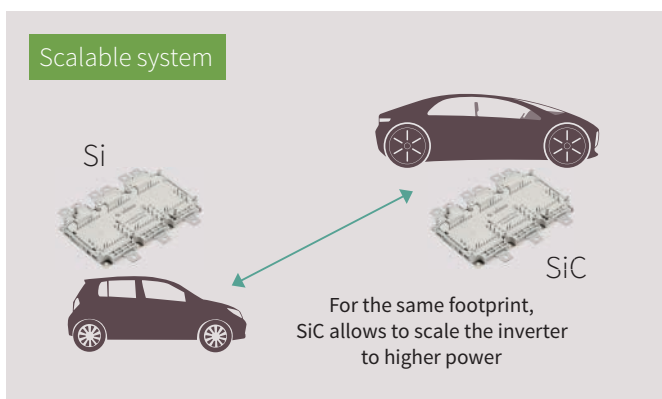 Scalable system
Si
SiC
For the same footprint,
SiC allows to scale the inverter
to higher power